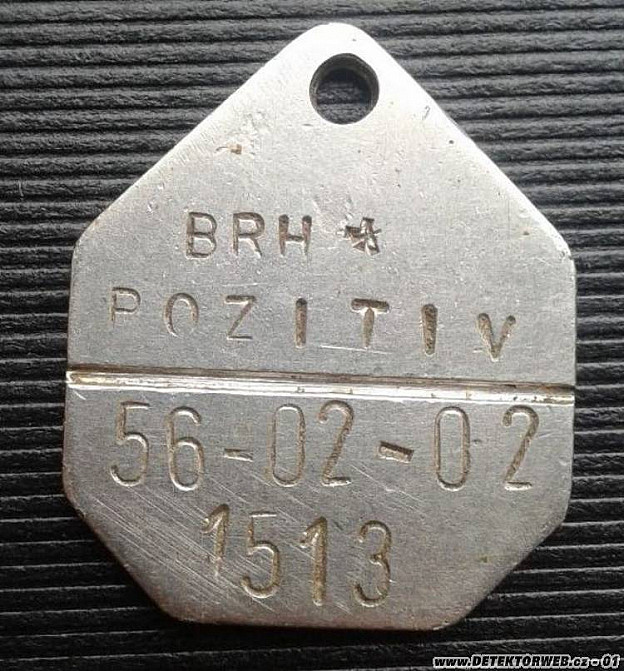 BRH *
POZITIV
56-02-02
1513
www.DETEKTORWEB.cz - 01